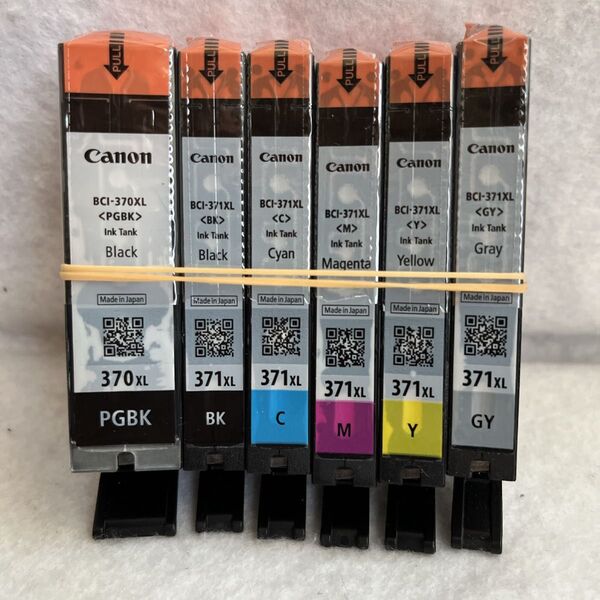 PULL
Canon
BCI-370XL
<PGBK>
Ink Tank
Black
Made in Japan
370XL
PGBK
PULL
Canon
BCI-371XL
<BK>
Ink Tank
Black
Made in Japan
371XL
BK
PULL
Canon
BCI-371XL
<C>
Ink Tank
Cyan
Made in Japan
371XL
C
PULL
Canon
BCI-371XL
<M>
Ink Tank
Magenta
Made in Japan
371XL
M
PULL
Canon
BCI-371XL
<Y>
Ink Tank
Yellow
Made in Japan
371XL
Y
PULL
Canon
BCI-371XL
<GY>
Ink Tank
Gray
Made in Japan
371XL
GY